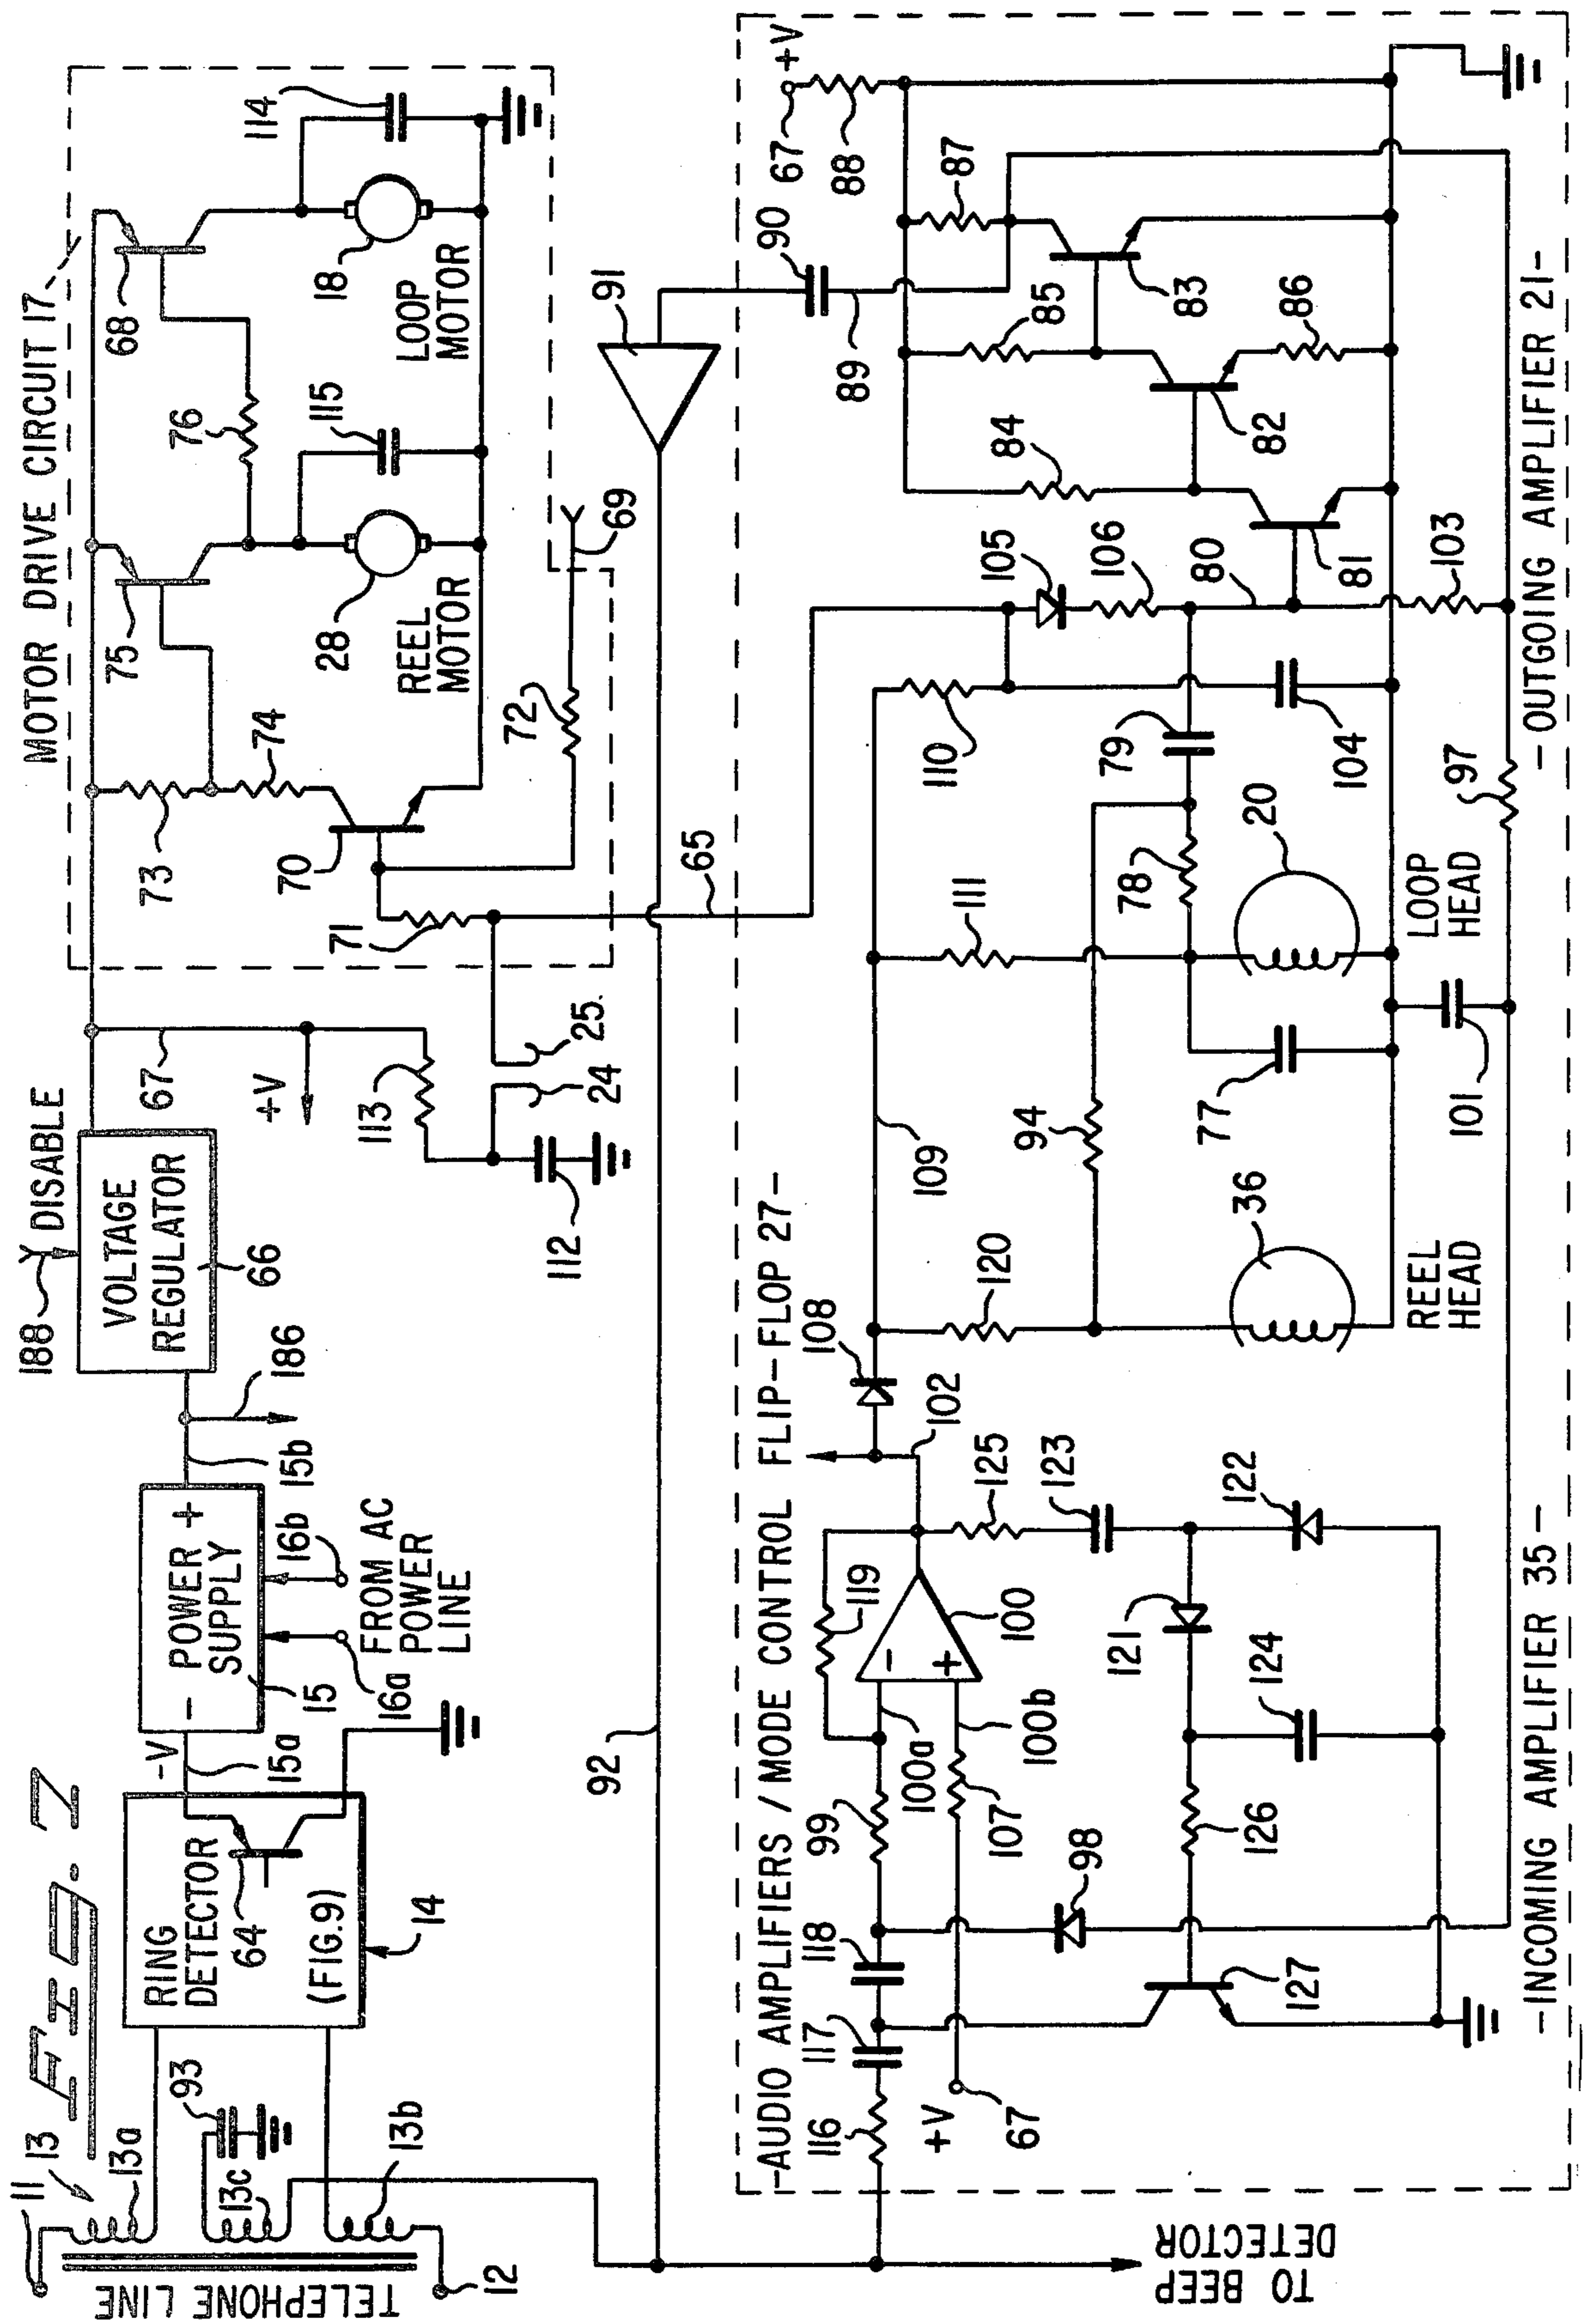 FIG. 7
11
13
13a
TELEPHONE LINE
12
13b
13c
93
RING
DETECTOR
64
(FIG.9)
14
-V
15a
- POWER +
SUPPLY
15
16a
16b
FROM AC
POWER
LINE
15b
186
188
DISABLE
VOLTAGE
REGULATOR
66
67
+V
113
24
25
112
MOTOR DRIVE CIRCUIT 17
73
74
75
76
68
70
71
72
69
28
REEL
MOTOR
115
18
LOOP
MOTOR
114
65
91
92
-AUDIO AMPLIFIERS / MODE CONTROL FLIP-FLOP 27-
116
117
118
99
+V
67
107
100a
100b
-
+
100
119
98
127
126
121
124
122
123
125
102
108
109
120
94
36
REEL
HEAD
111
110
77
78
79
20
LOOP
HEAD
101
104
97
105
106
80
81
103
84
82
85
83
86
87
89
90
67
+V
88
-INCOMING AMPLIFIER 35-
-OUTGOING AMPLIFIER 21-
TO BEEP
DETECTOR